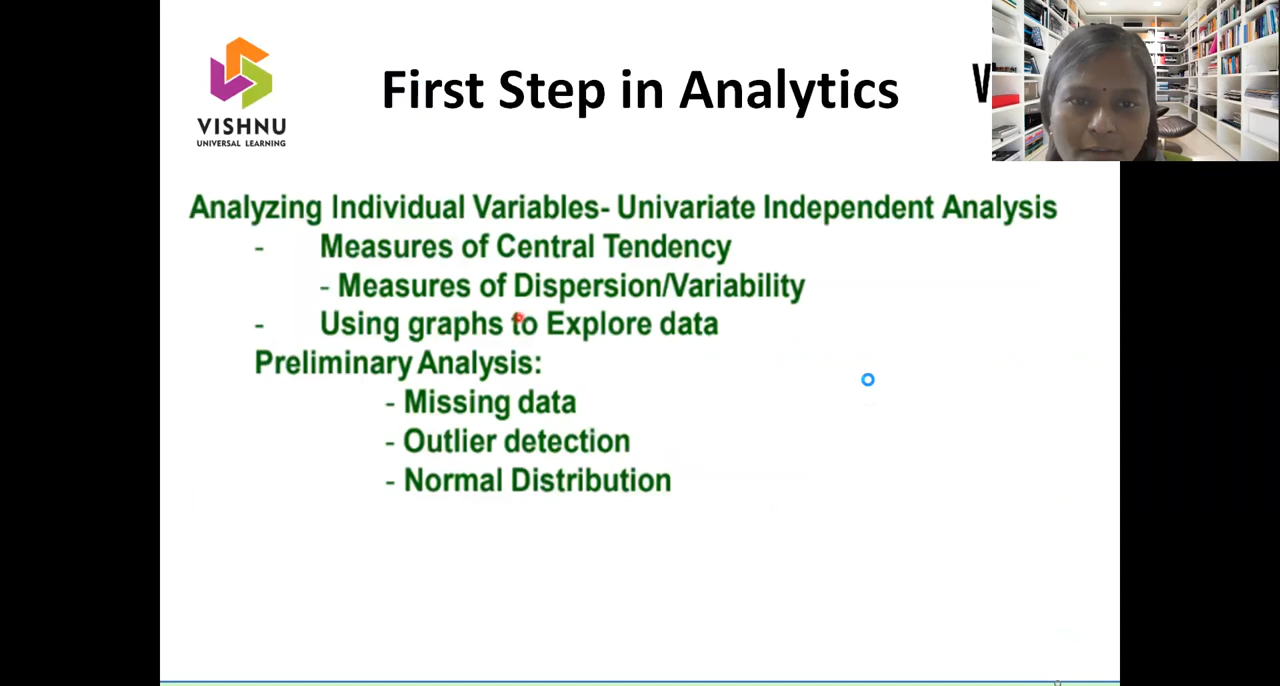 VISHNU
UNIVERSAL LEARNING
First Step in Analytics
Analyzing Individual Variables- Univariate Independent Analysis
- Measures of Central Tendency
- Measures of Dispersion/Variability
- Using graphs to Explore data
Preliminary Analysis:
- Missing data
- Outlier detection
- Normal Distribution